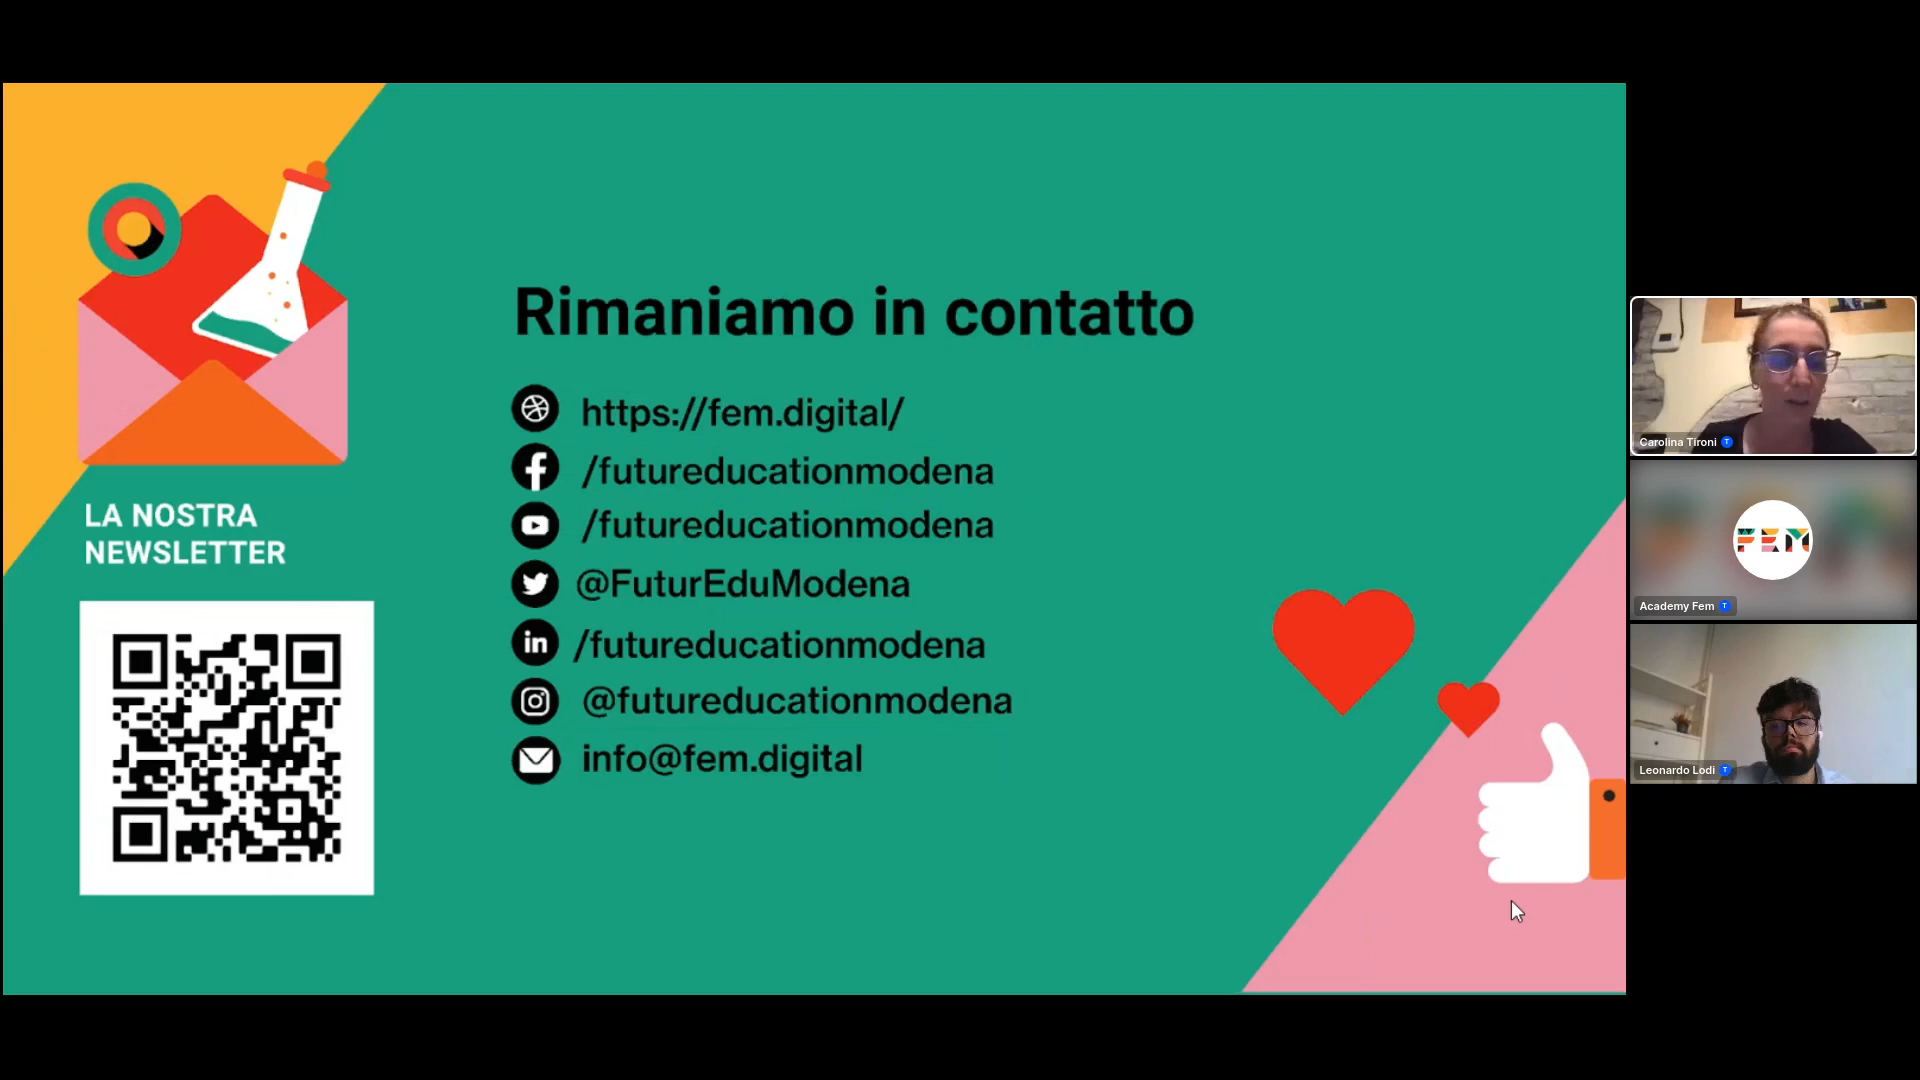 Rimaniamo in contatto
https://fem.digital/
/futureducationmodena
/futureducationmodena
@FuturEduModena
/futureducationmodena
@futureducationmodena
info@fem.digital
LA NOSTRA
NEWSLETTER
Carolina Tironi
FEM
Academy Fem
Leonardo Lodi